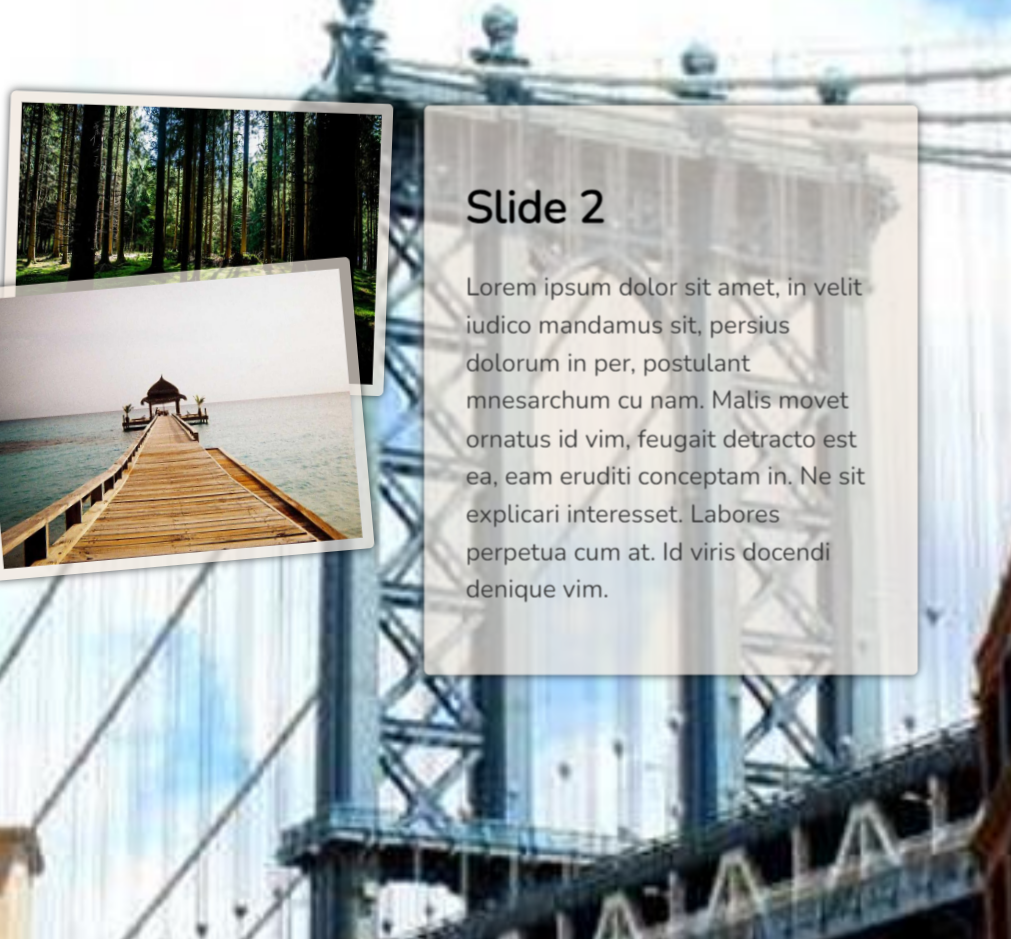 Slide 2
Lorem ipsum dolor sit amet, in velit
iudico mandamus sit, persius
dolorum in per, postulant
mnesarchum cu nam. Malis movet
ornatus id vim, feugait detracto est
ea, eam eruditi conceptam in. Ne sit
explicari interesset. Labores
perpetua cum at. Id viris docendi
denique vim.